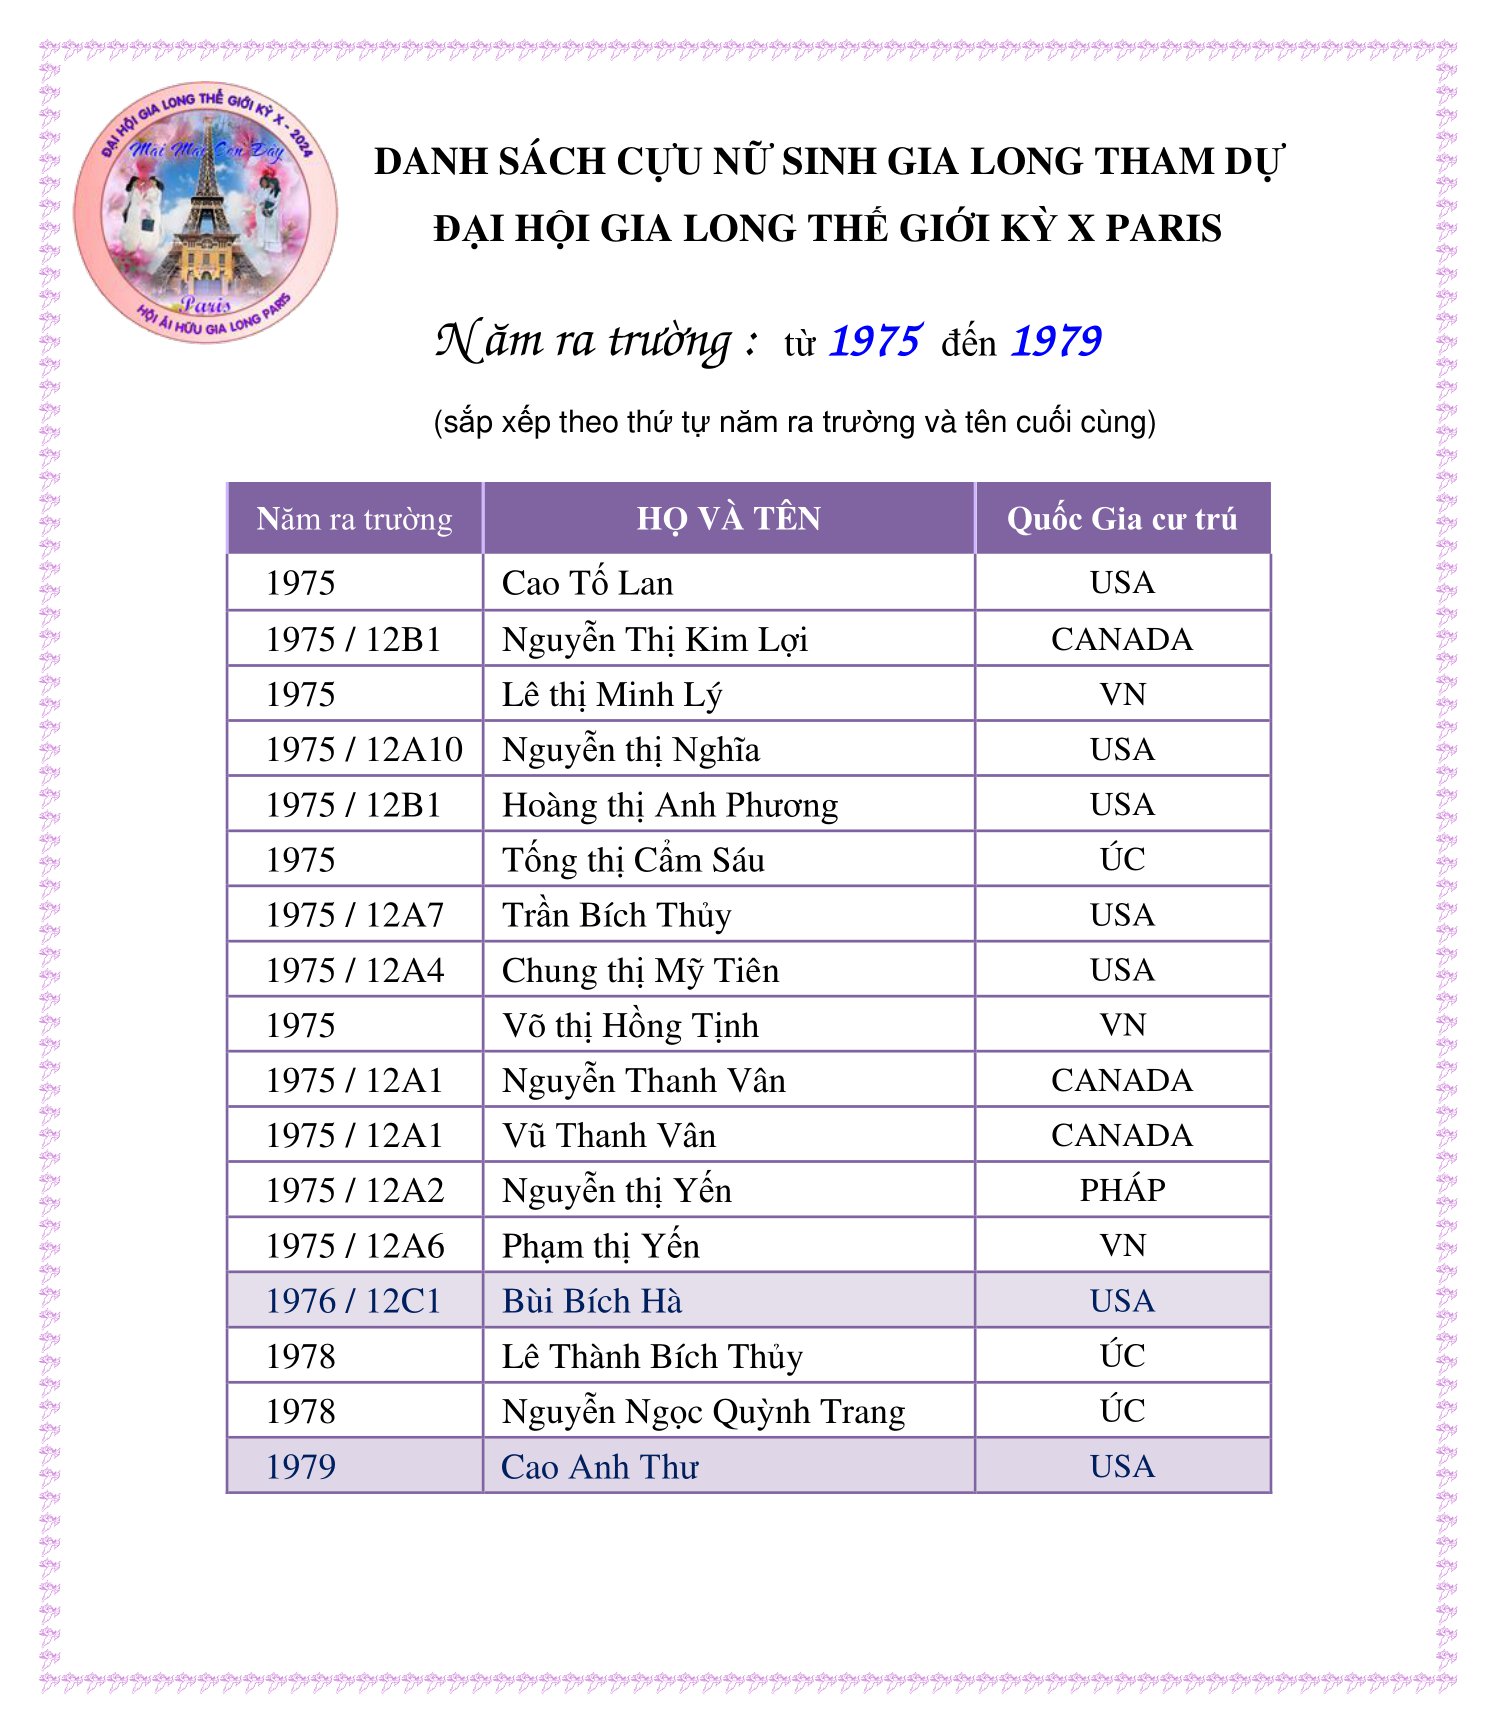 ĐẠI HỘI GIA LONG THẾ GIỚI KỲ X - 2024
Mãi Mãi Còn Đây
Paris
HỘI ÁI HỮU GIA LONG PARIS
DANH SÁCH CỰU NỮ SINH GIA LONG THAM DỰ
ĐẠI HỘI GIA LONG THẾ GIỚI KỲ X PARIS
Năm ra trường : từ 1975 đến 1979
(sắp xếp theo thứ tự năm ra trường và tên cuối cùng)
Năm ra trường HỌ VÀ TÊN Quốc Gia cư trú
1975 Cao Tố Lan USA
1975 / 12B1 Nguyễn Thị Kim Lợi CANADA
1975 Lê thị Minh Lý VN
1975 / 12A10 Nguyễn thị Nghĩa USA
1975 / 12B1 Hoàng thị Anh Phương USA
1975 Tống thị Cẩm Sáu ÚC
1975 / 12A7 Trần Bích Thủy USA
1975 / 12A4 Chung thị Mỹ Tiên USA
1975 Võ thị Hồng Tịnh VN
1975 / 12A1 Nguyễn Thanh Vân CANADA
1975 / 12A1 Vũ Thanh Vân CANADA
1975 / 12A2 Nguyễn thị Yến PHÁP
1975 / 12A6 Phạm thị Yến VN
1976 / 12C1 Bùi Bích Hà USA
1978 Lê Thành Bích Thủy ÚC
1978 Nguyễn Ngọc Quỳnh Trang ÚC
1979 Cao Anh Thư USA